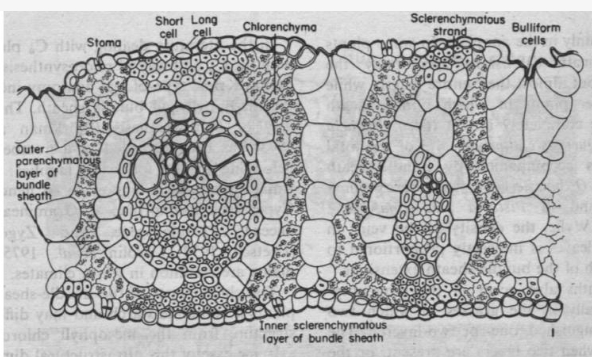 Stoma
Short
cell
Long
cell
Chlorenchyma
Sclerenchymatous
strand
Bulliform
cells
Outer
parenchymatous
layer of
bundle
sheath
Inner sclerenchymatous
layer of bundle sheath
1